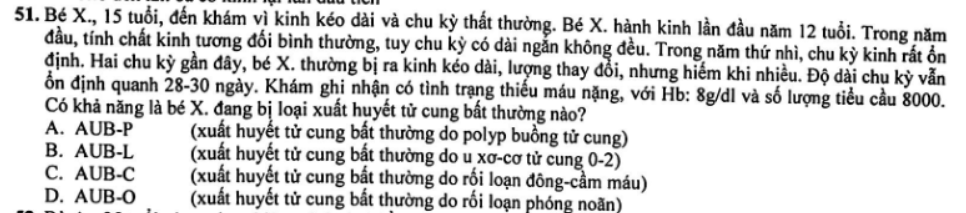 51. Bé X., 15 tuổi, đến khám vì kinh kéo dài và chu kỳ thất thường. Bé X. hành kinh lần đầu năm 12 tuổi. Trong năm
đầu, tính chất kinh tương đối bình thường, tuy chu kỳ có dài ngắn không đều. Trong năm thứ nhì, chu kỳ kinh rất ổn
định. Hai chu kỳ gần đây, bé X. thường bị ra kinh kéo dài, lượng thay đổi, nhưng hiếm khi nhiều. Độ dài chu kỳ vẫn
ổn định quanh 28-30 ngày. Khám ghi nhận có tình trạng thiếu máu nặng, với Hb: 8g/dl và số lượng tiểu cầu 8000.
Có khả năng là bé X. đang bị loại xuất huyết tử cung bất thường nào?
A. AUB-P (xuất huyết tử cung bất thường do polyp buồng tử cung)
B. AUB-L (xuất huyết tử cung bất thường do u xơ-cơ tử cung 0-2)
C. AUB-C (xuất huyết tử cung bất thường do rối loạn đông-cầm máu)
D. AUB-O (xuất huyết tử cung bất thường do rối loạn phóng noãn)